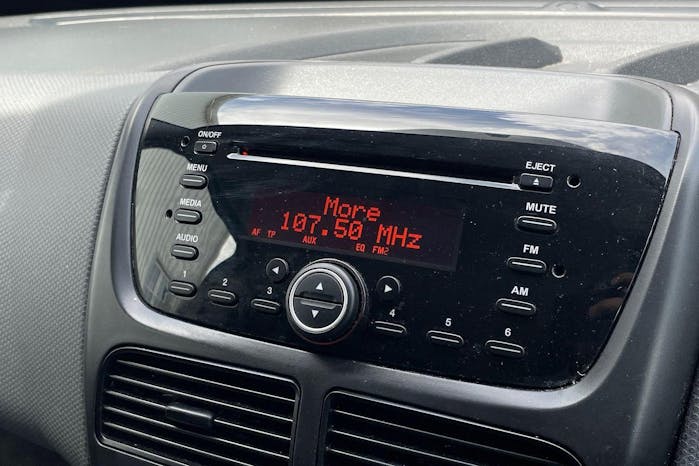 ON/OFF
MENU
MEDIA
AUDIO
1
2
3
More
107.50 MHz
AF TP AUX EQ FM2
4
5
6
EJECT
MUTE
FM
AM